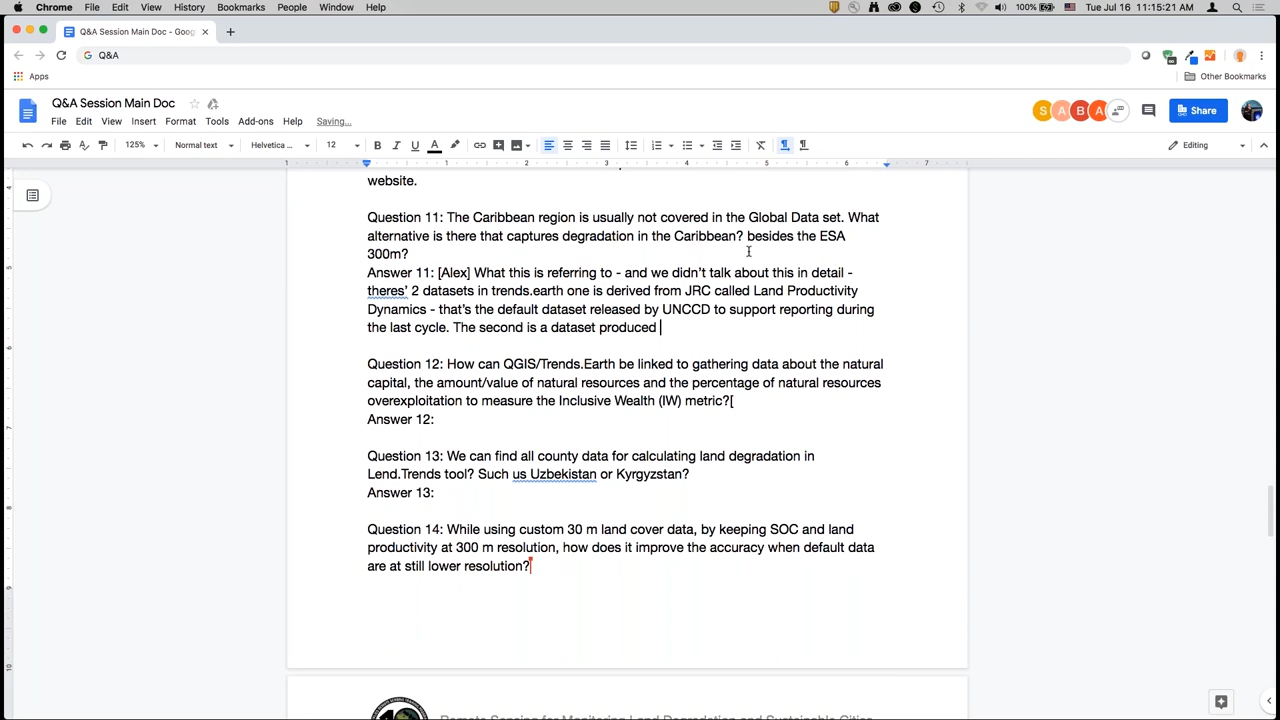 Chrome File Edit View History Bookmarks People Window Help 100% Tue Jul 16 11:15:21 AM
Q&A Session Main Doc - Goog
Q&A
Apps Other Bookmarks
Q&A Session Main Doc
S A B A Share
File Edit View Insert Format Tools Add-ons Help Saving...
125% Normal text Helvetica ... 12 Editing
1 1 2 3 4 5 6 7
website.
Question 11: The Caribbean region is usually not covered in the Global Data set. What
alternative is there that captures degradation in the Caribbean? besides the ESA
300m?
Answer 11: [Alex] What this is referring to - and we didn't talk about this in detail -
theres' 2 datasets in trends.earth one is derived from JRC called Land Productivity
Dynamics - that's the default dataset released by UNCCD to support reporting during
the last cycle. The second is a dataset produced
Question 12: How can QGIS/Trends.Earth be linked to gathering data about the natural
capital, the amount/value of natural resources and the percentage of natural resources
overexploitation to measure the Inclusive Wealth (IW) metric?[
Answer 12:
Question 13: We can find all county data for calculating land degradation in
Lend.Trends tool? Such us Uzbekistan or Kyrgyzstan?
Answer 13:
Question 14: While using custom 30 m land cover data, by keeping SOC and land
productivity at 300 m resolution, how does it improve the accuracy when default data
are at still lower resolution?
Remote Sensing for Monitoring Land Degradation and Sustainable Cities